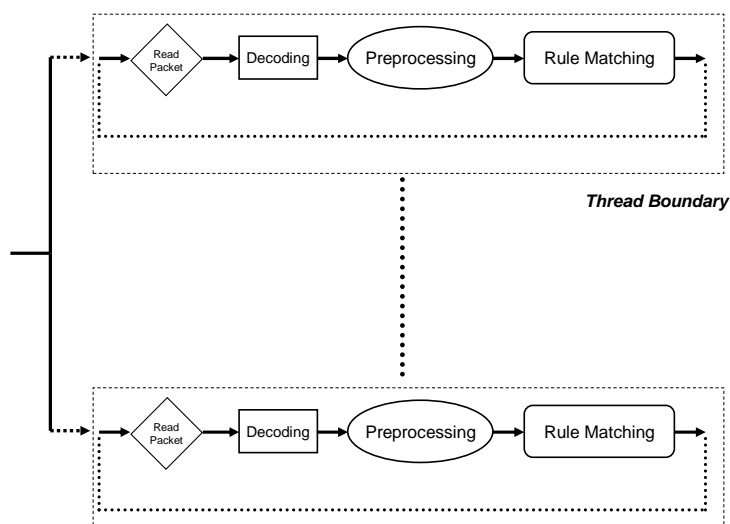 Read
Packet
Decoding
Preprocessing
Rule Matching
Thread Boundary
Read
Packet
Decoding
Preprocessing
Rule Matching